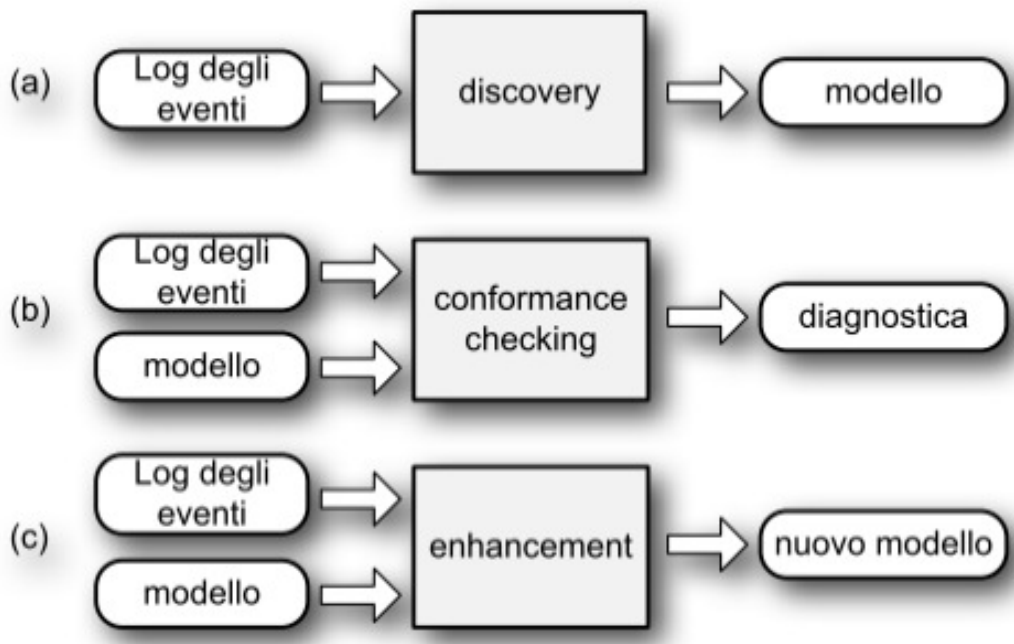 (a)
Log degli
eventi
discovery
modello
(b)
Log degli
eventi
modello
conformance
checking
diagnostica
(c)
Log degli
eventi
modello
enhancement
nuovo modello